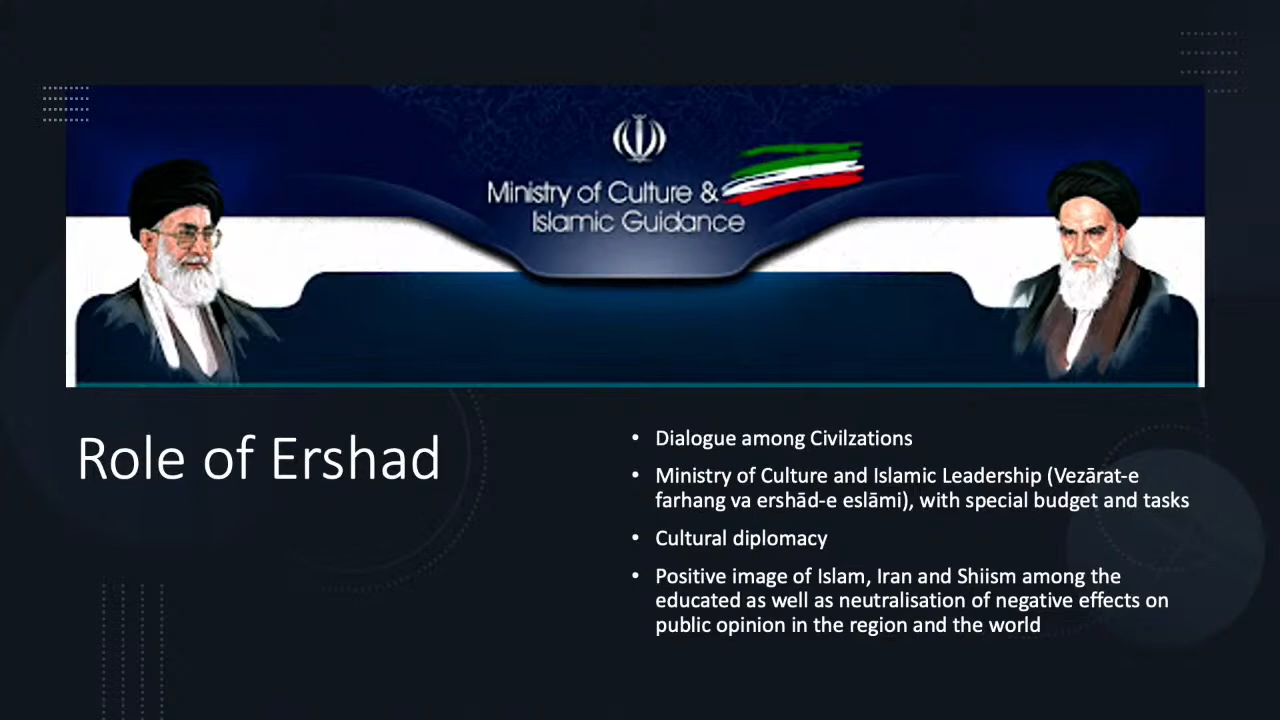 Ministry of Culture &
Islamic Guidance
Role of Ershad
• Dialogue among Civilzations
• Ministry of Culture and Islamic Leadership (Vezārat-e
farhang va ershād-e eslāmi), with special budget and tasks
• Cultural diplomacy
• Positive image of Islam, Iran and Shiism among the
educated as well as neutralisation of negative effects on
public opinion in the region and the world